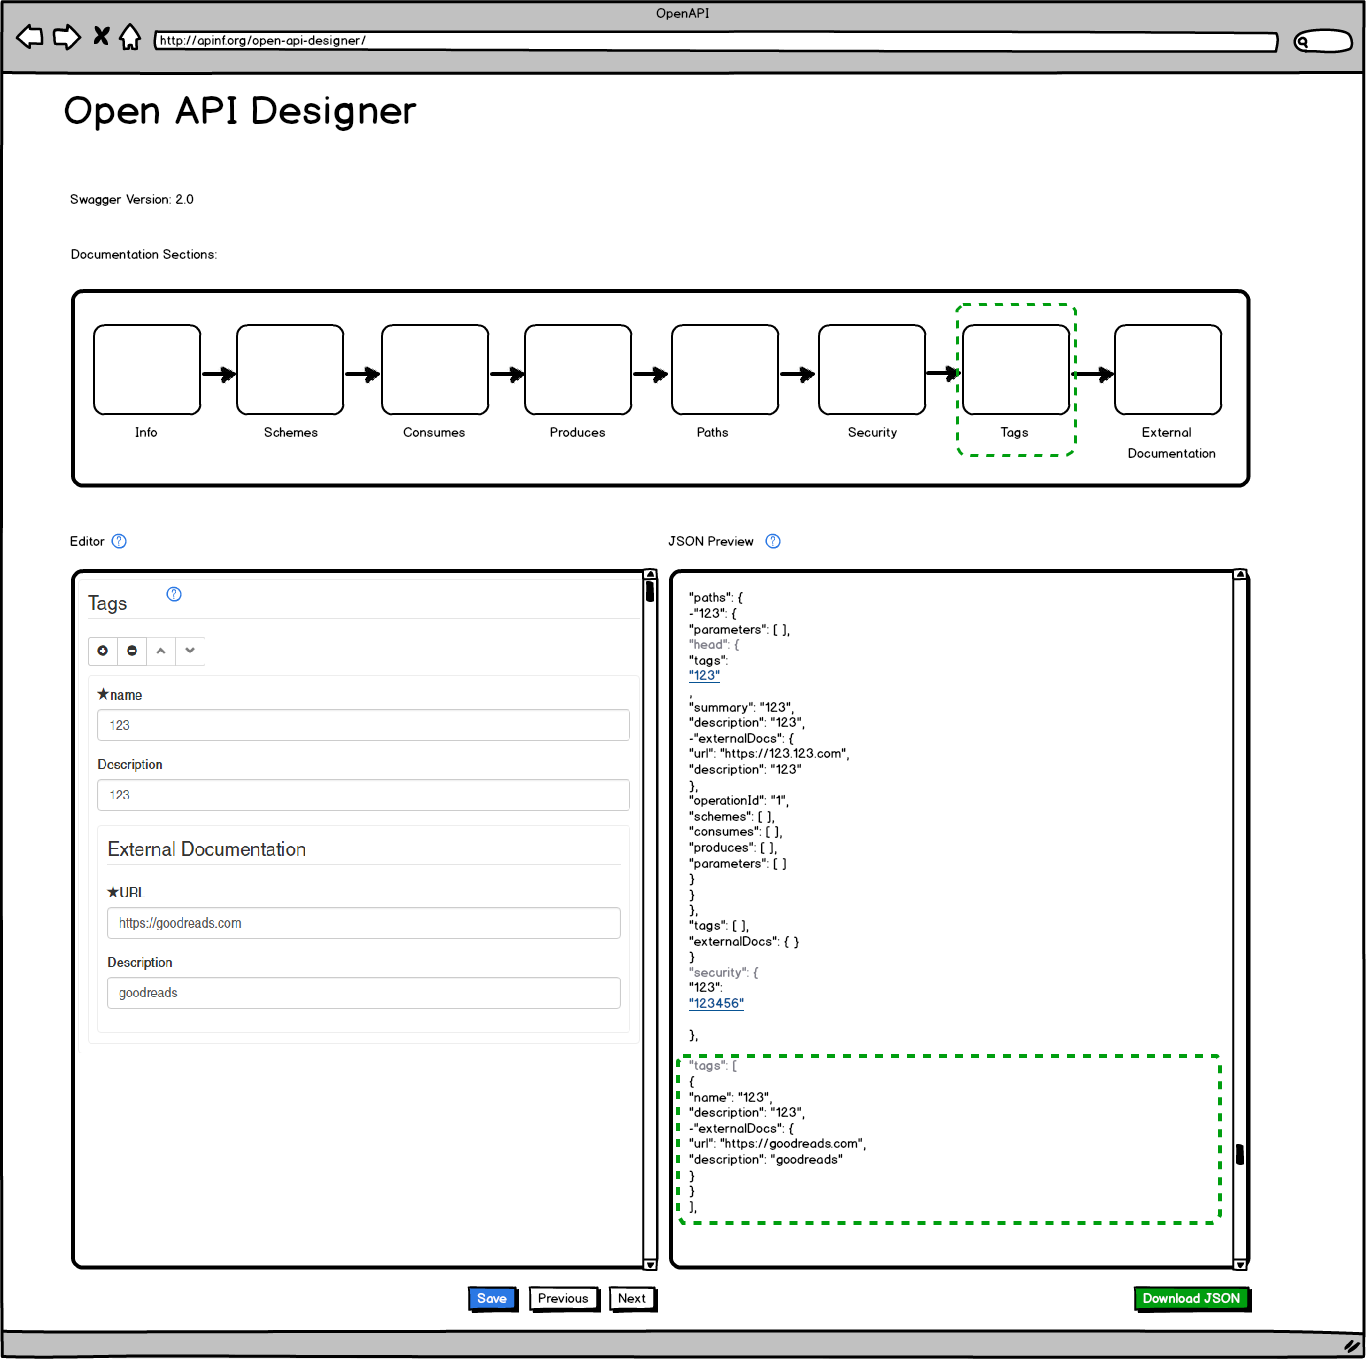 OpenAPI
http://apinf.org/open-api-designer/
Open API Designer
Swagger Version: 2.0
Documentation Sections:
Info
Schemes
Consumes
Produces
Paths
Security
Tags
External
Documentation
Editor ?
Tags ?
★name
123
Description
123
External Documentation
★URL
https://goodreads.com
Description
goodreads
Save
Previous
Next
JSON Preview ?
"paths": {
-"123": {
"parameters": [ ],
"head": {
"tags":
"123"
,
"summary": "123",
"description": "123",
-"externalDocs": {
"url": "https://123.123.com",
"description": "123"
},
"operationId": "1",
"schemes": [ ],
"consumes": [ ],
"produces": [ ],
"parameters": [ ]
}
}
},
"tags": [ ],
"externalDocs": { }
}
"security": {
"123":
"123456"
},
"tags": [
{
"name": "123",
"description": "123",
-"externalDocs": {
"url": "https://goodreads.com",
"description": "goodreads"
}
}
],
Download JSON